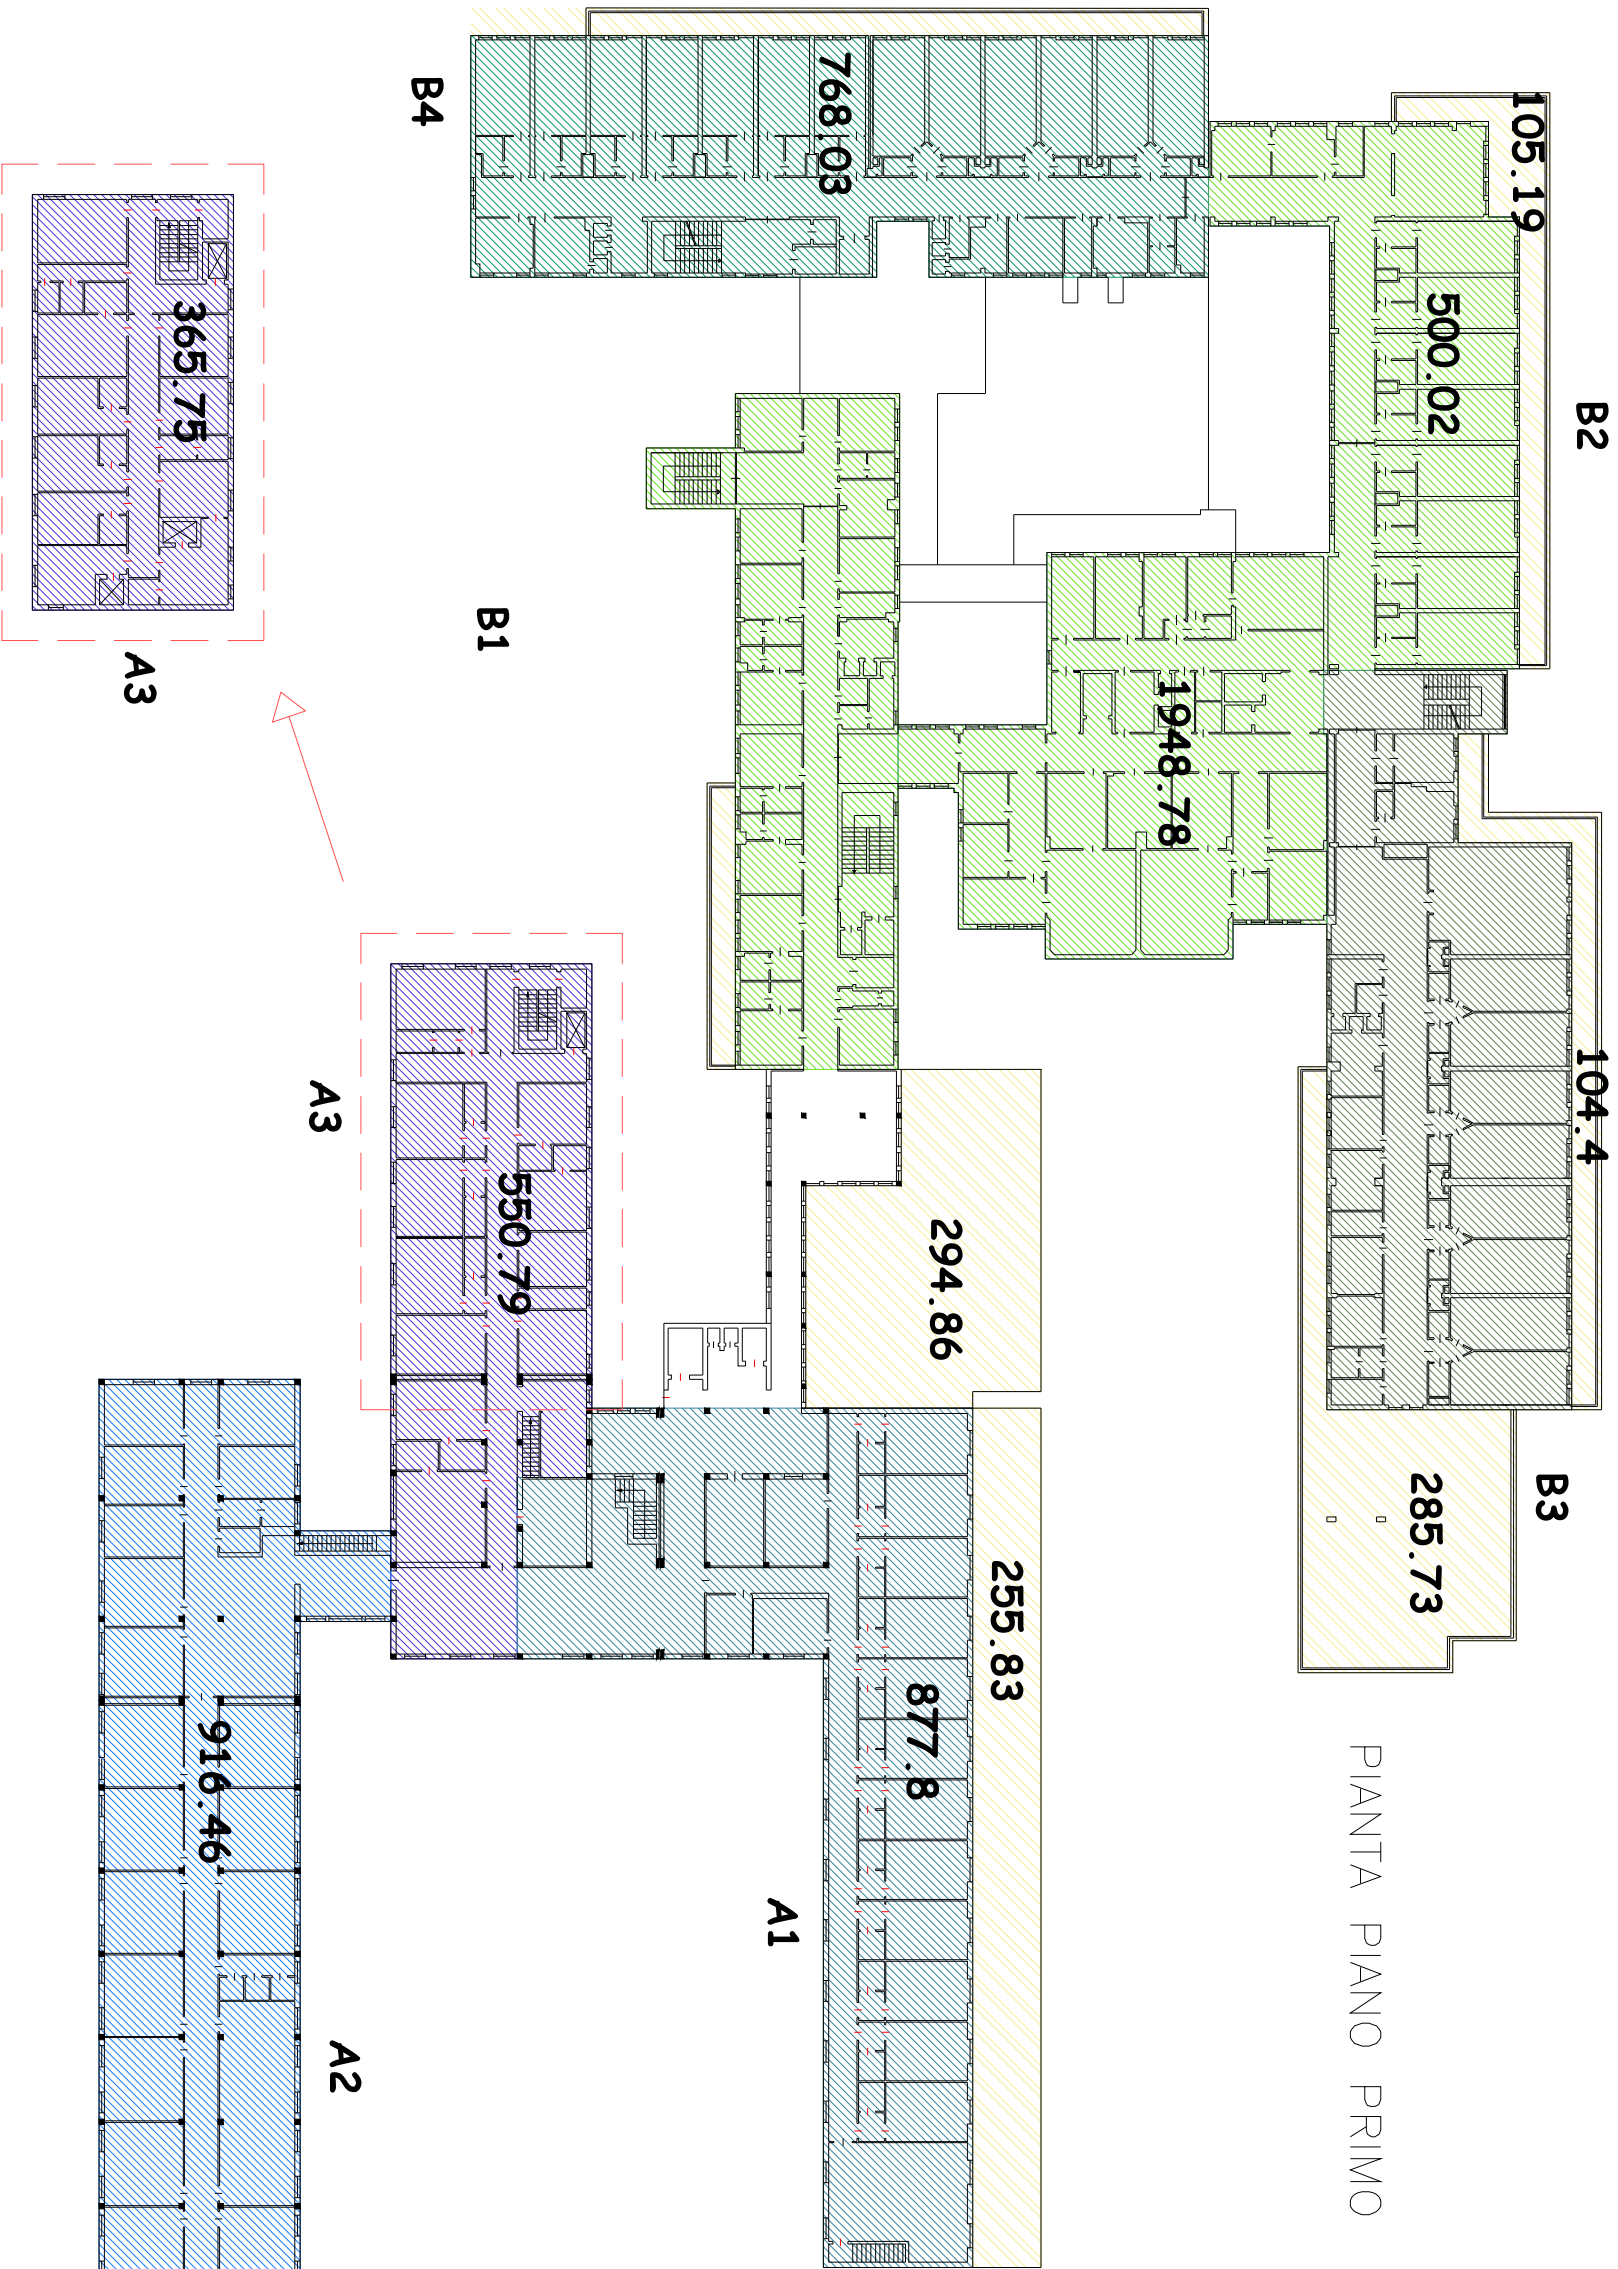 PIANTA PIANO PRIMO
B2
B3
105.19
104.4
500.02
285.73
1948.78
255.83
294.86
877.8
768.03
A1
B1
550.79
B4
A3
A2
365.75
916.46
A3